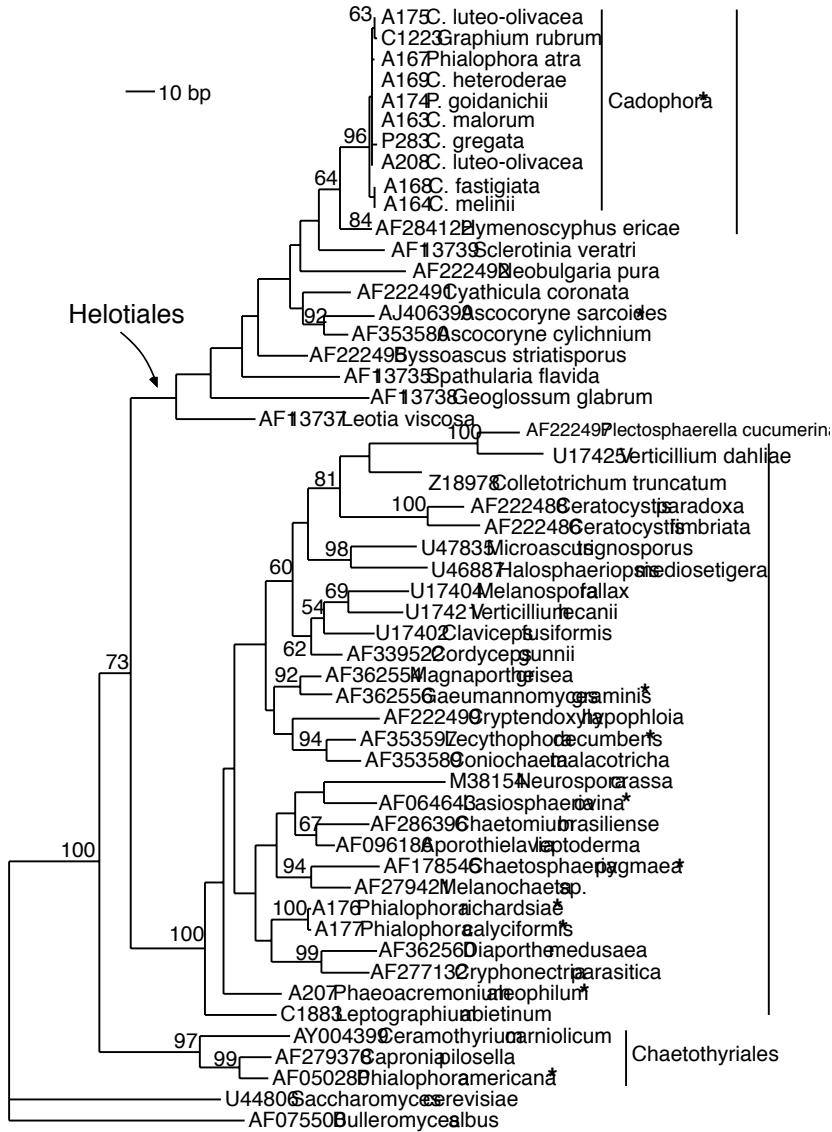 63 A175 C. luteo-olivacea
C1223 Graphium rubrum
A167 Phialophora atra
10 bp
A169 C. heteroderae
A174 P. goidanichii
Cadophora*
A163 C. malorum
96 P283 C. gregata
A208 C. luteo-olivacea
64 A168 C. fastigiata
A164 C. melinii
84 AF284122 Hymenoscyphus ericae
AF113739 Sclerotinia veratri
AF222492 Neobulgaria pura
AF222491 Cyathicula coronata
Helotiales
92 AJ406399 Ascocoryne sarcoides*
AF353580 Ascocoryne cylichnium
AF222495 Byssoascus striatisporus
AF113735 Spathularia flavida
AF113738 Geoglossum glabrum
AF113737 Leotia viscosa
100 AF222497 Plectosphaerella cucumerina
U17425 Verticillium dahliae
81 Z18978 Colletotrichum truncatum
100 AF222488 Ceratocystis paradoxa
AF222486 Ceratocystis fimbriata
98 U47835 Microascus trignosporus
60 U46887 Halosphaeriopsis mediosetigera
69 U17404 Melanospora fallax
54 U17421 Verticillium lecanii
U17402 Claviceps fusiformis
62 AF339522 Cordyceps gunnii
73 92 AF362554 Magnaporthe grisea
AF362556 Gaeumannomyces graminis*
AF222499 Cryptendoxyla hypophloia
94 AF353597 Lecythophora decumbens*
AF353589 Coniochaeta malacotricha
M38154 Neurospora crassa
AF064643 Lasiosphaeria ovina*
67 AF286396 Chaetomium brasiliense
100 AF096186 Aporothielavia leptoderma
94 AF178545 Chaetosphaeria pygmaea*
AF279421 Melanochaeta sp.
100 A176 Phialophora richardsiae*
100 A177 Phialophora calyciformis*
99 AF362560 Diaporthe medusaea
AF277132 Cryphonectria parasitica
A207 Phaeoacremonium aleophilum*
C1883 Leptographium abietinum
97 AY004399 Ceramothyrium carniolicum
99 AF279378 Capronia pilosella
Chaetothyriales
AF050280 Phialophora americana*
U44806 Saccharomyces cerevisiae
AF075500 Bulleromyces albus